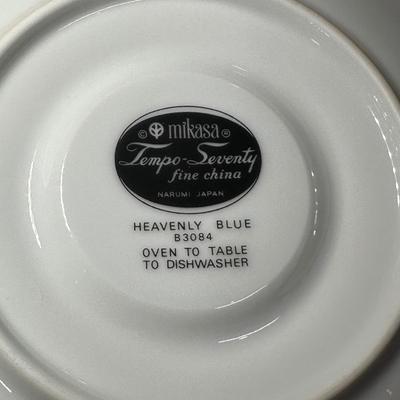 © mikasa ®
Tempo-Seventy
fine china
NARUMI JAPAN
HEAVENLY BLUE
B3084
OVEN TO TABLE
TO DISHWASHER